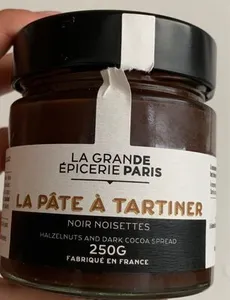 LA GRANDE
ÉPICERIE PARIS
LA PÂTE À TARTINER
NOIR NOISETTES
HALZELNUTS AND DARK COCOA SPREAD
250G
FABRIQUÉ EN FRANCE